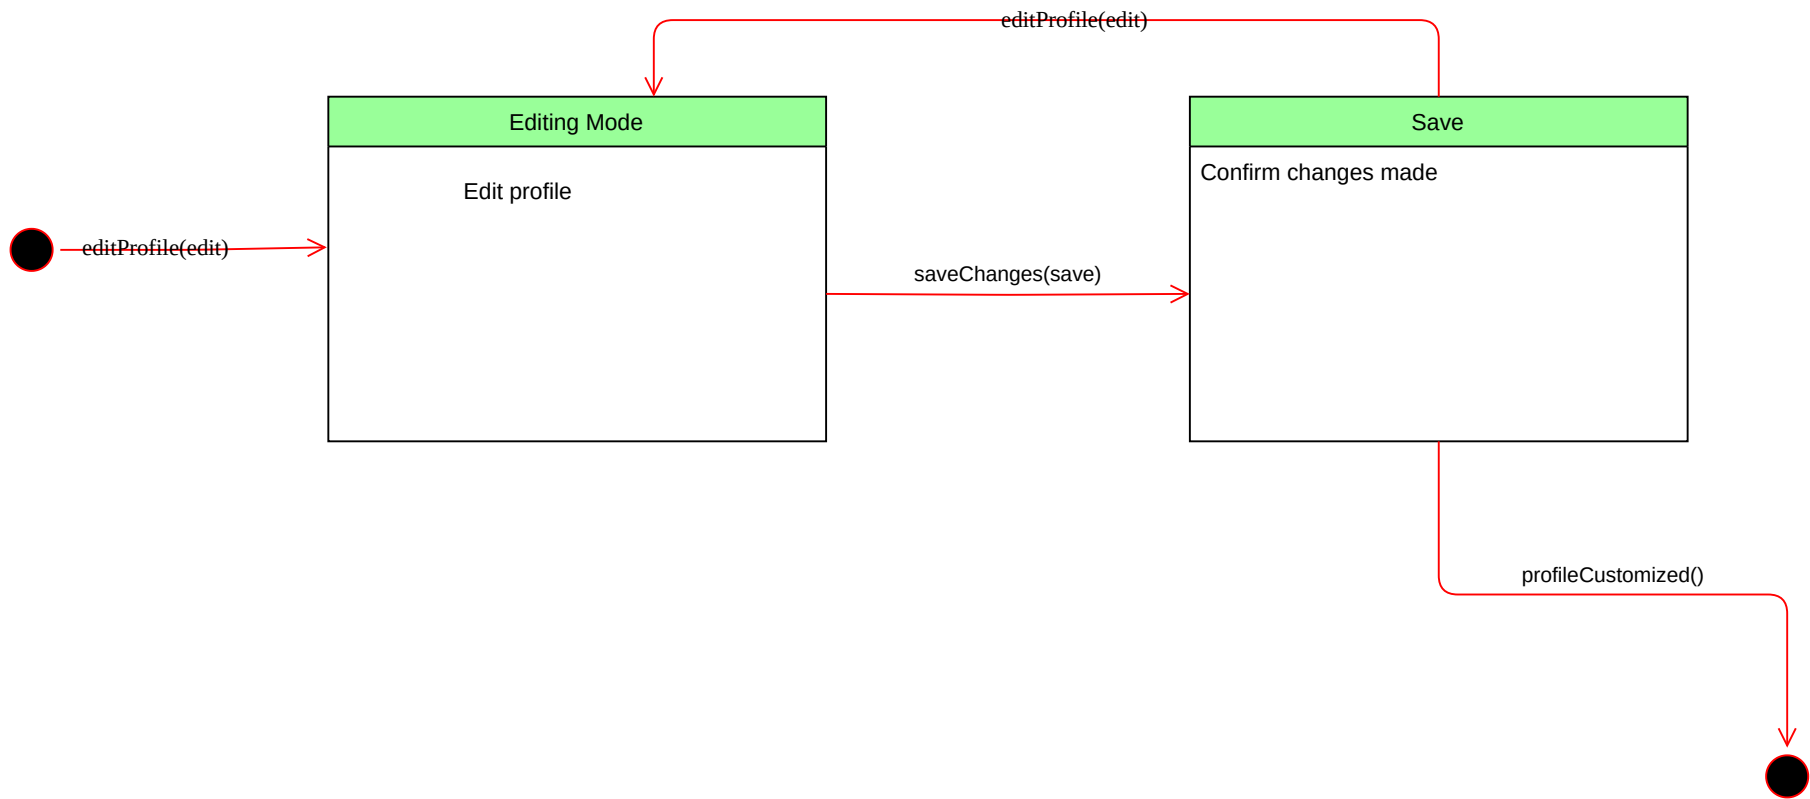 editProfile(edit)
Editing Mode
Save
Edit profile
Confirm changes made
editProfile(edit)
saveChanges(save)
profileCustomized()